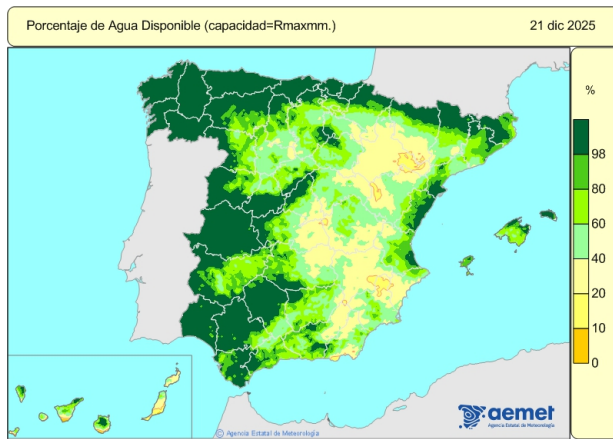 Porcentaje de Agua Disponible (capacidad=Rmaxmm.) 21 dic 2025
%
98
80
60
40
20
10
0
aemet
Agencia Estatal de Meteorología
© Agencia Estatal de Meteorología